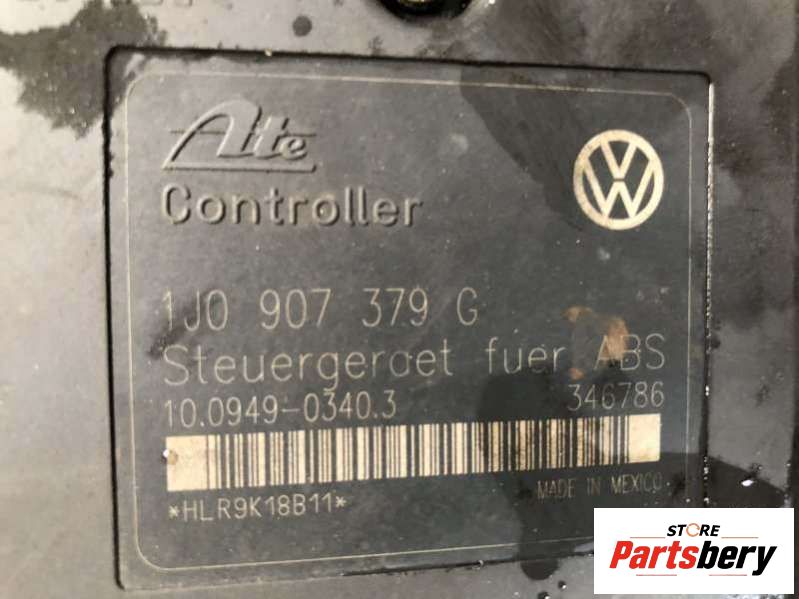 Ate
Controller
1J0 907 379 G
Steuergeraet fuer ABS
10.0949-0340.3 346786
*HLR9K18B11*
MADE IN MEXICO
STORE
Partsbery